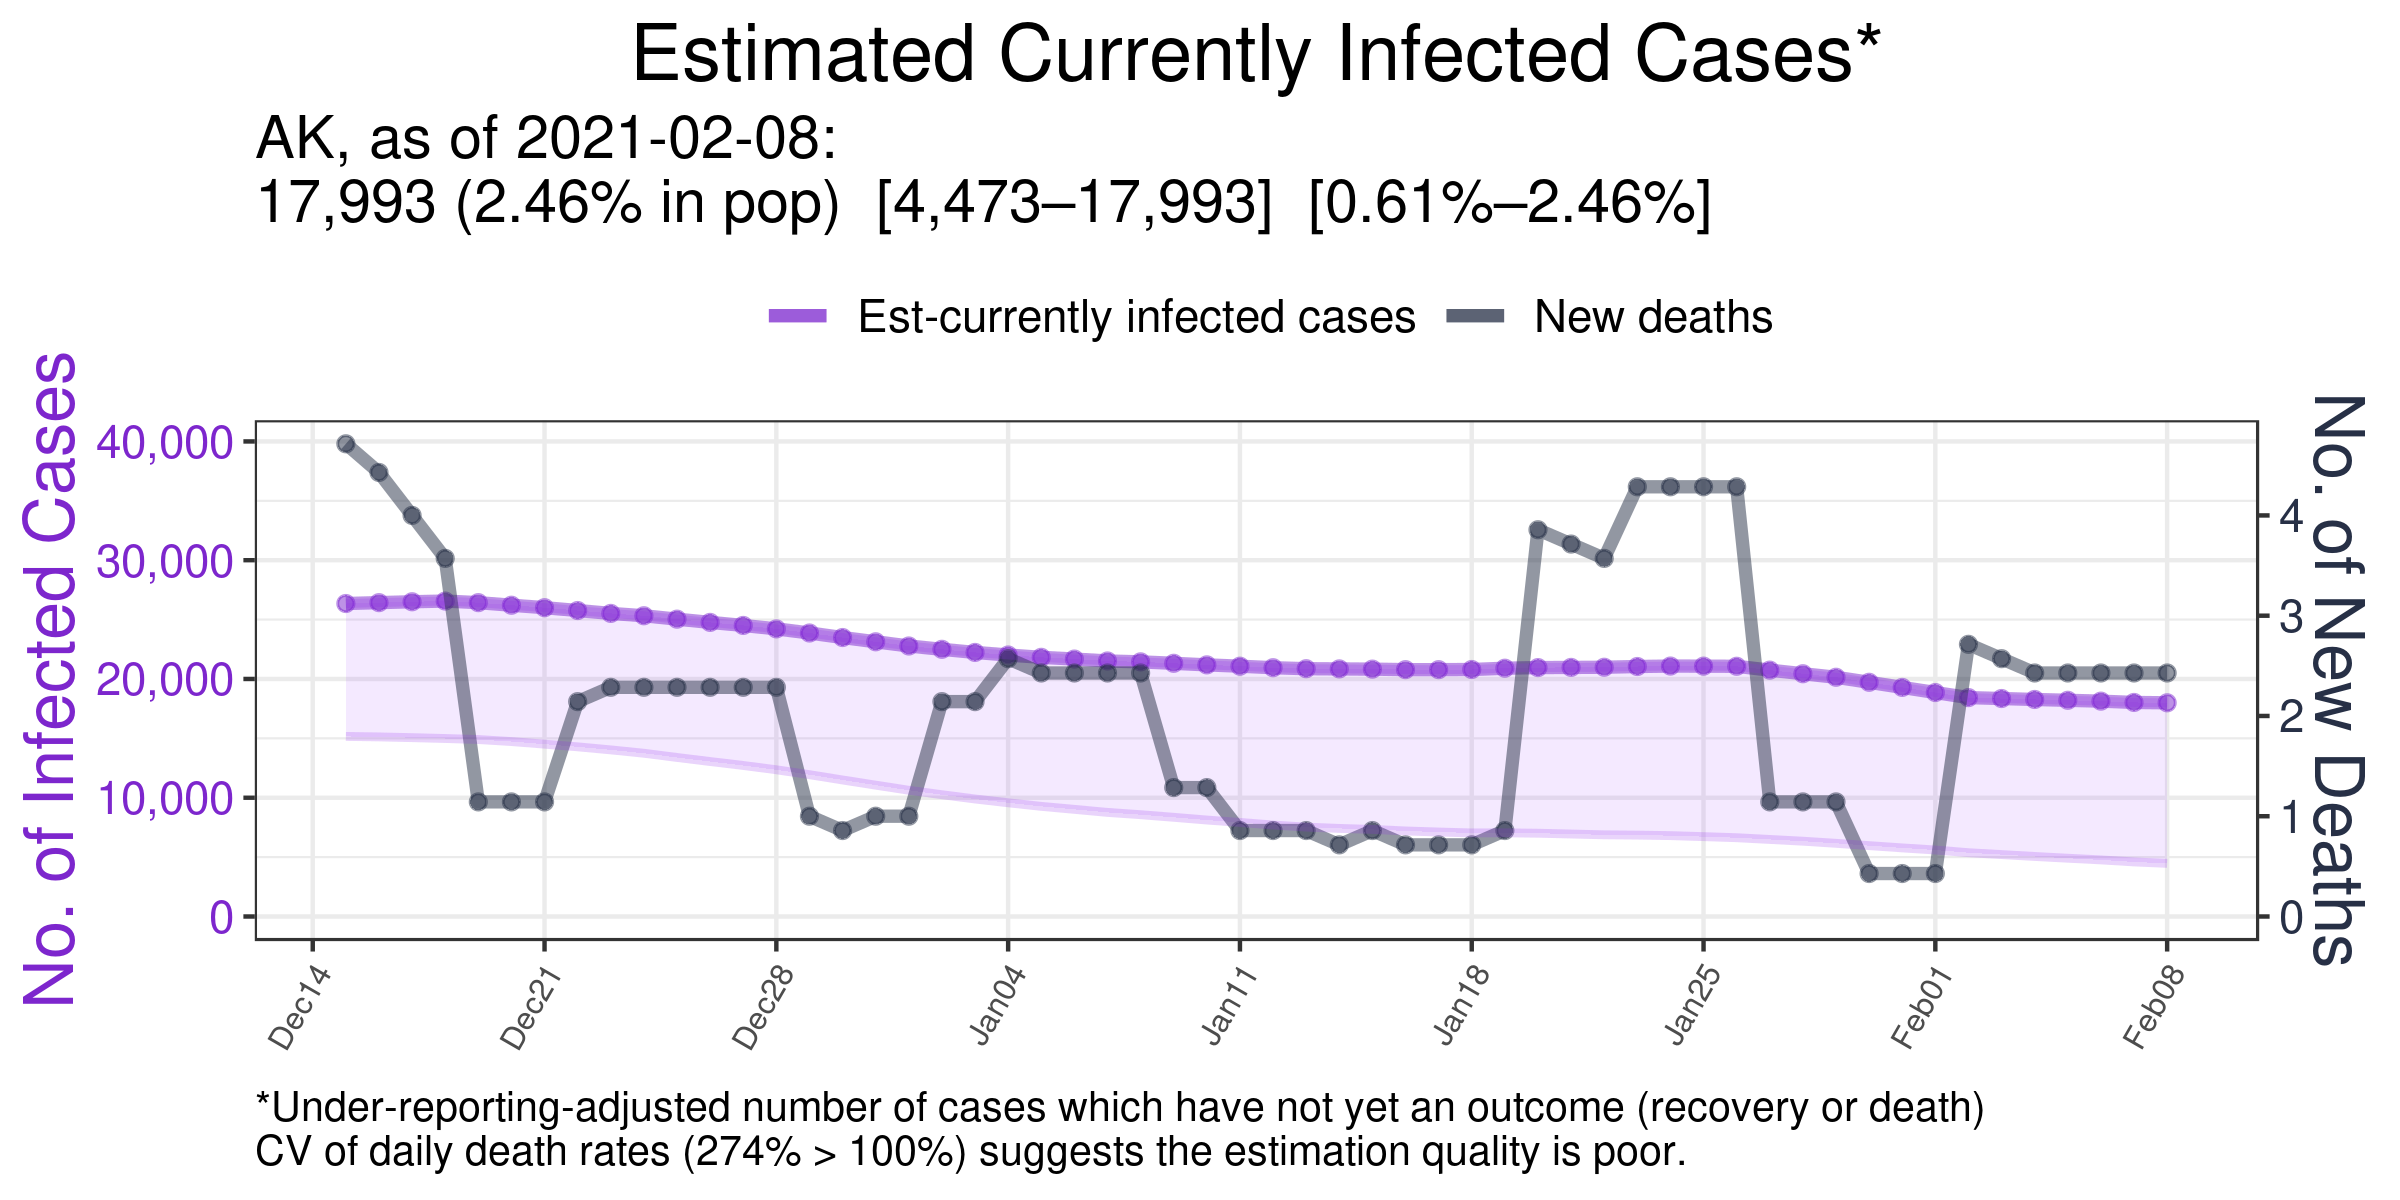 Estimated Currently Infected Cases*
AK, as of 2021-02-08:
17,993 (2.46% in pop)  [4,473–17,993]  [0.61%–2.46%]
Est-currently infected cases
New deaths
No. of Infected Cases
40,000
30,000
20,000
10,000
0
No. of New Deaths
4
3
2
1
0
Dec14
Dec21
Dec28
Jan04
Jan11
Jan18
Jan25
Feb01
Feb08
*Under-reporting-adjusted number of cases which have not yet an outcome (recovery or death)
CV of daily death rates (274% > 100%) suggests the estimation quality is poor.